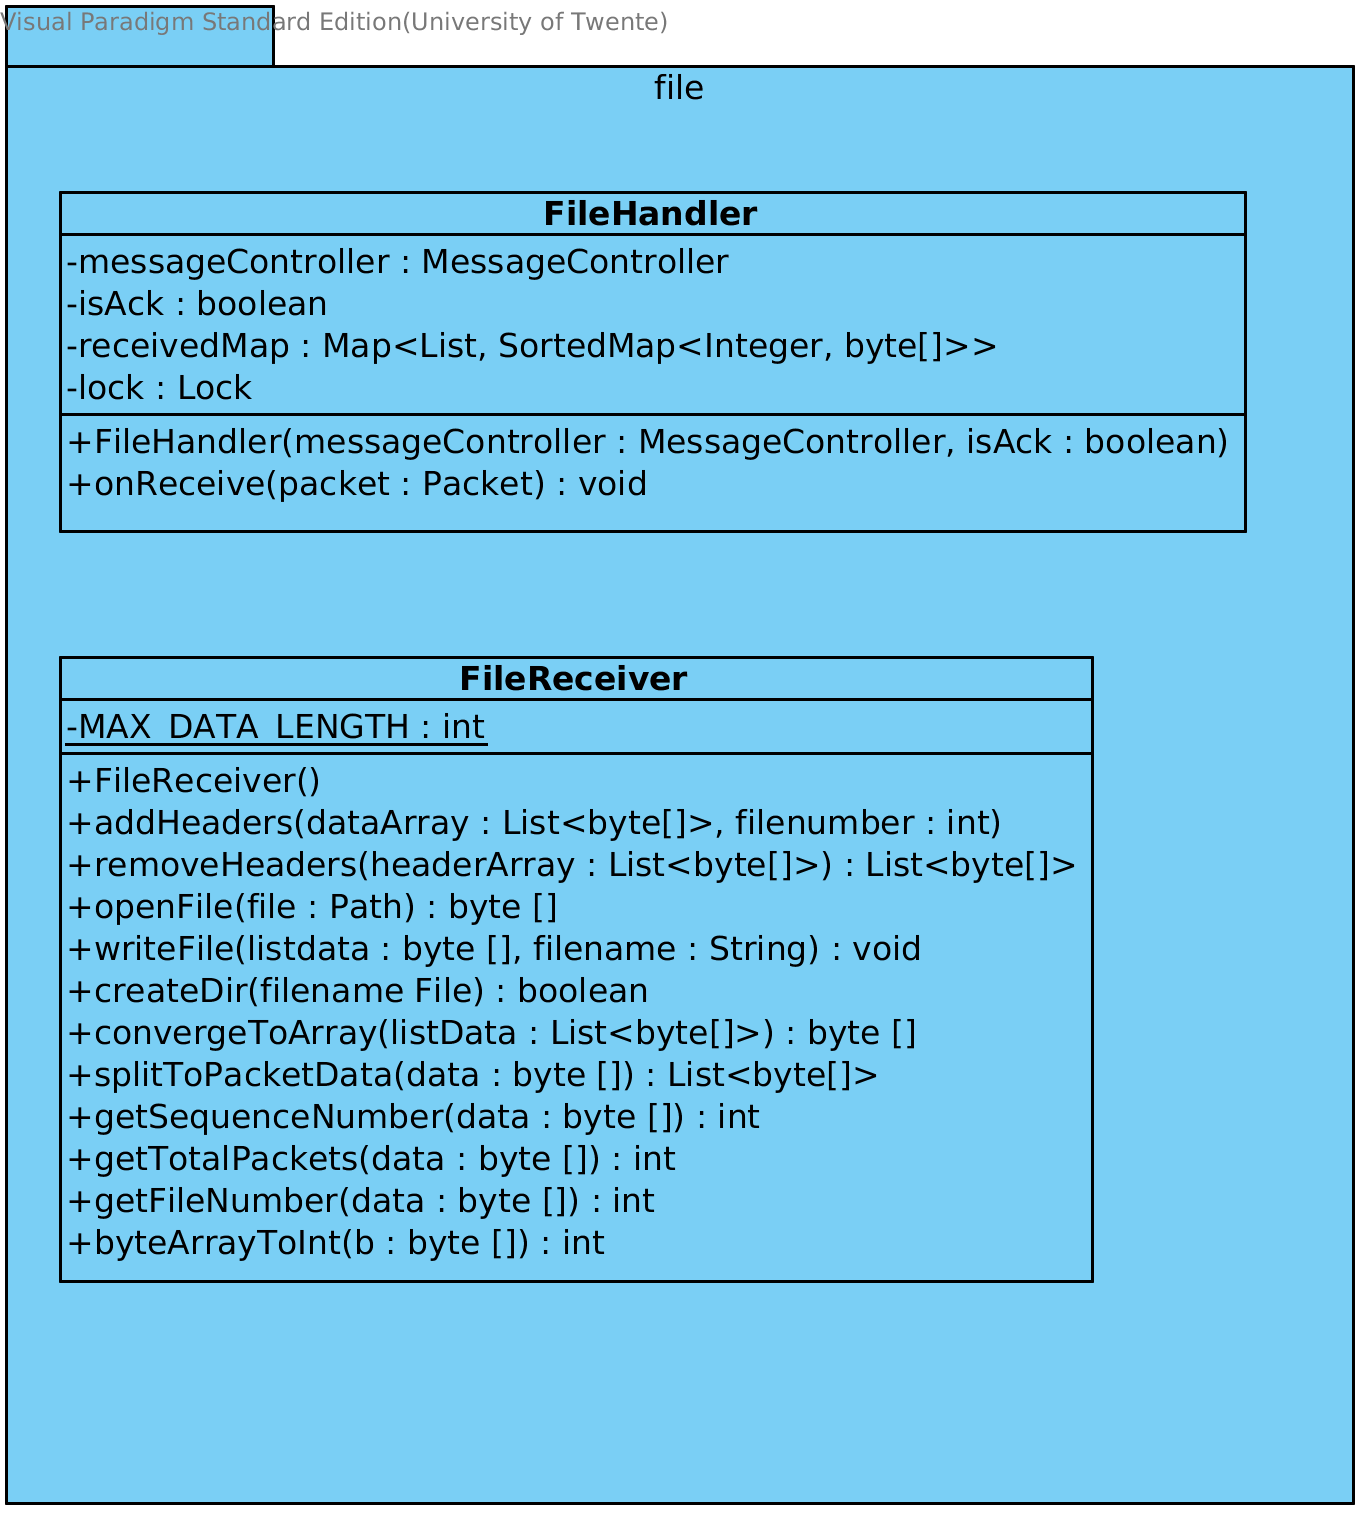 Visual Paradigm Standard Edition(University of Twente)
file
FileHandler
-messageController : MessageController
-isAck : boolean
-receivedMap : Map<List, SortedMap<Integer, byte[]>>
-lock : Lock
+FileHandler(messageController : MessageController, isAck : boolean)
+onReceive(packet : Packet) : void
FileReceiver
-MAX_DATA_LENGTH : int
+FileReceiver()
+addHeaders(dataArray : List<byte[]>, filenumber : int)
+removeHeaders(headerArray : List<byte[]>) : List<byte[]>
+openFile(file : Path) : byte []
+writeFile(listdata : byte [], filename : String) : void
+createDir(filename File) : boolean
+convergeToArray(listData : List<byte[]>) : byte []
+splitToPacketData(data : byte []) : List<byte[]>
+getSequenceNumber(data : byte []) : int
+getTotalPackets(data : byte []) : int
+getFileNumber(data : byte []) : int
+byteArrayToInt(b : byte []) : int